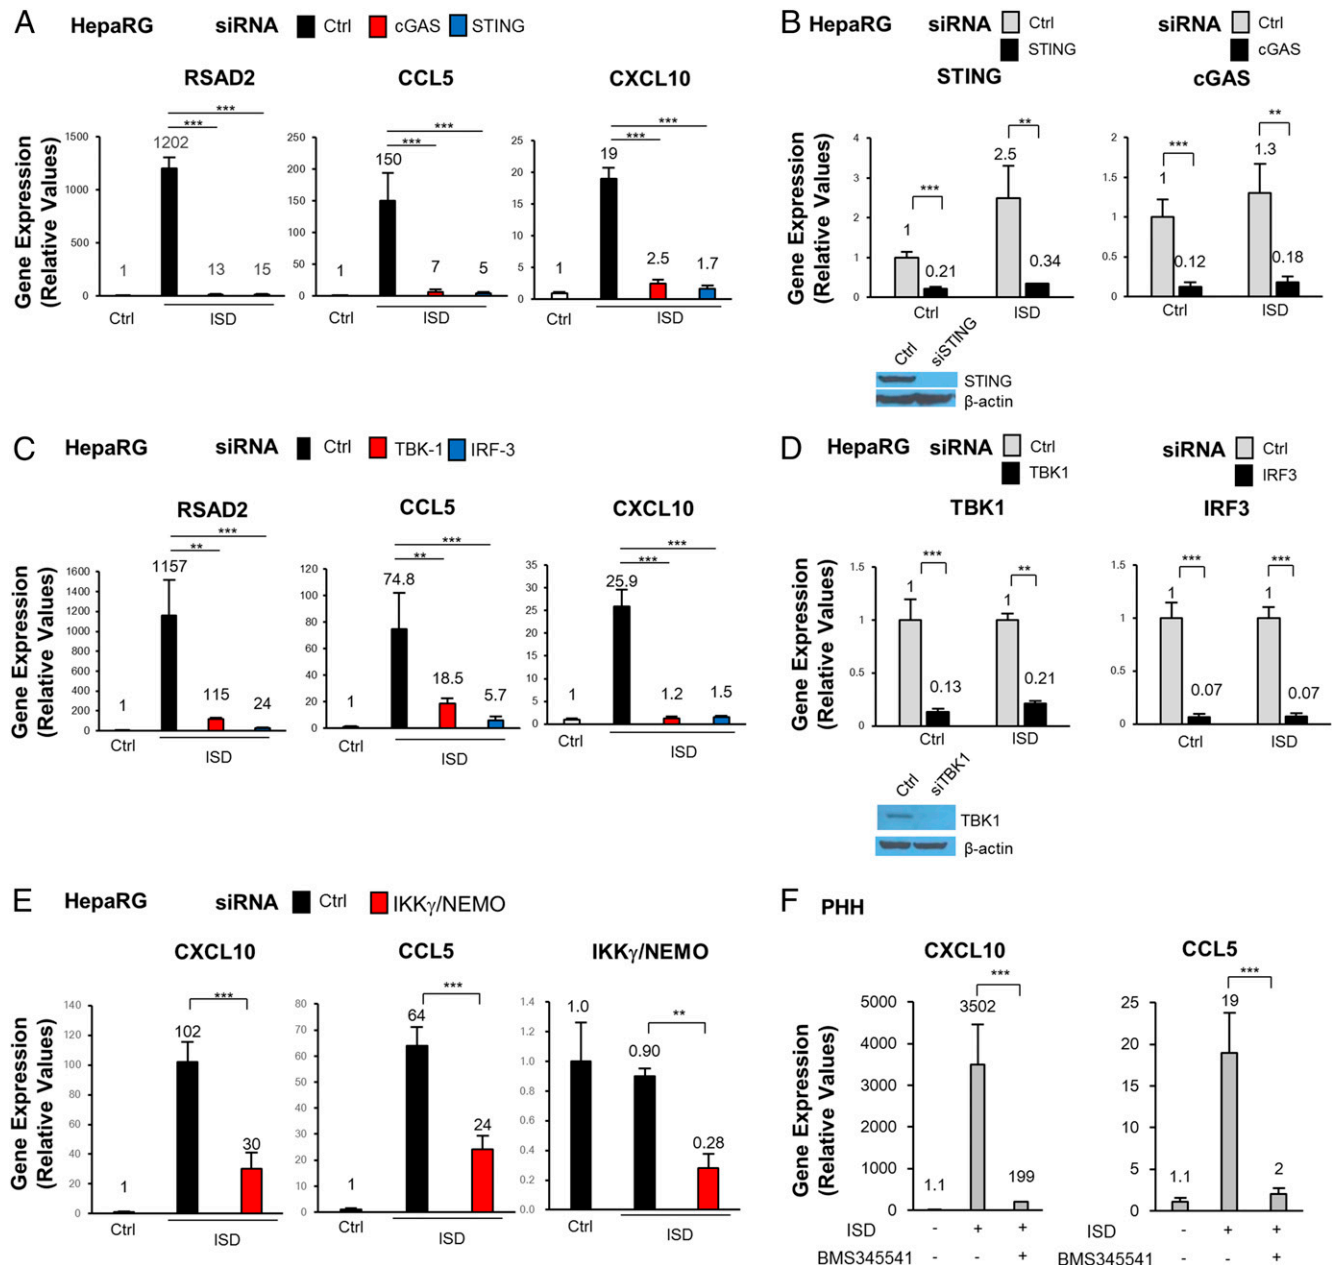 A HepaRG siRNA Ctrl cGAS STING
RSAD2 CCL5 CXCL10
Gene Expression
(Relative Values)
1500
1000
500
0
1 1202 13 15
*** ***
Ctrl ISD
250
200
150
100
50
0
1 150 7 5
*** ***
Ctrl ISD
25
20
15
10
5
0
1 19 2.5 1.7
*** ***
Ctrl ISD
B HepaRG siRNA Ctrl STING
siRNA Ctrl cGAS
STING cGAS
Gene Expression
(Relative Values)
4
3
2
1
0
1 0.21 2.5 0.34
*** **
Ctrl ISD
2
1.5
1
0.5
0
1 0.12 1.3 0.18
*** **
Ctrl ISD
Ctrl siSTING
STING
β-actin
C HepaRG siRNA Ctrl TBK-1 IRF-3
RSAD2 CCL5 CXCL10
Gene Expression
(Relative Values)
1600
1400
1200
1000
800
600
400
200
0
1 1157 115 24
*** **
Ctrl ISD
120
100
80
60
40
20
0
1 74.8 18.5 5.7
*** **
Ctrl ISD
35
30
25
20
15
10
5
0
1 25.9 1.2 1.5
*** ***
Ctrl ISD
D HepaRG siRNA Ctrl TBK1
siRNA Ctrl IRF3
TBK1 IRF3
Gene Expression
(Relative Values)
1.5
1
0.5
0
1 0.13 1 0.21
*** **
Ctrl ISD
1.5
1
0.5
0
1 0.07 1 0.07
*** ***
Ctrl ISD
Ctrl siTBK1
TBK1
β-actin
E HepaRG siRNA Ctrl IKKγ/NEMO
CXCL10 CCL5 IKKγ/NEMO
Gene Expression
(Relative Values)
140
120
100
80
60
40
20
0
1 102 30
***
Ctrl ISD
80
70
60
50
40
30
20
10
0
1 64 24
***
Ctrl ISD
1.4
1.2
1.0
0.8
0.6
0.4
0.2
0.0
1.0 0.90 0.28
**
Ctrl ISD
F PHH
CXCL10 CCL5
Gene Expression
(Relative Values)
5000
4000
3000
2000
1000
0
1.1 3502 199
***
ISD - + +
BMS345541 - - +
25
20
15
10
5
0
1.1 19 2
***
ISD - + +
BMS345541 - - +